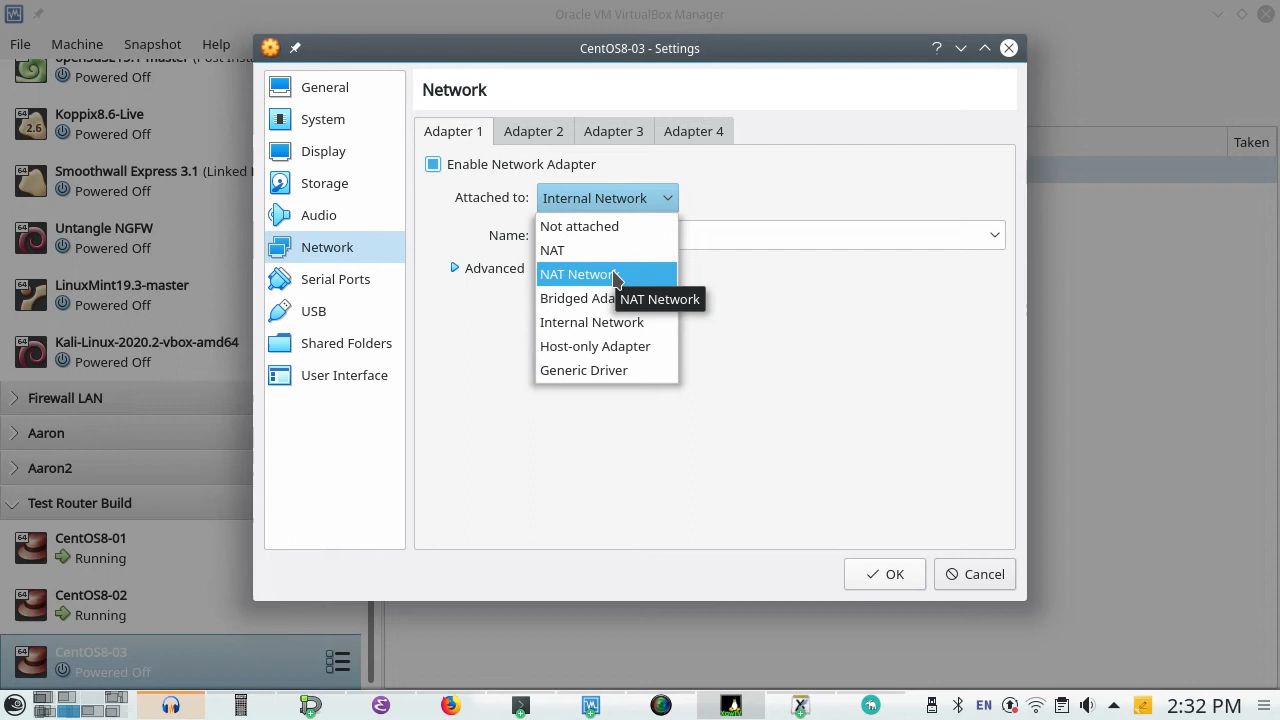 Oracle VM VirtualBox Manager
File Machine Snapshot Help
CentOS8-03 - Settings
Powered Off
Koppix8.6-Live
Powered Off
Smoothwall Express 3.1 (Linked
Powered Off
Untangle NGFW
Powered Off
LinuxMint19.3-master
Powered Off
Kali-Linux-2020.2-vbox-amd64
Powered Off
Firewall LAN
Aaron
Aaron2
Test Router Build
CentOS8-01
Running
CentOS8-02
Running
CentOS8-03
Powered Off
General
System
Display
Storage
Audio
Network
Serial Ports
USB
Shared Folders
User Interface
Network
Adapter 1 Adapter 2 Adapter 3 Adapter 4
Enable Network Adapter
Attached to: Internal Network
Name:
Advanced
Not attached
NAT
NAT Network
Bridged Ada
NAT Network
Internal Network
Host-only Adapter
Generic Driver
OK Cancel
Taken
EN
2:32 PM